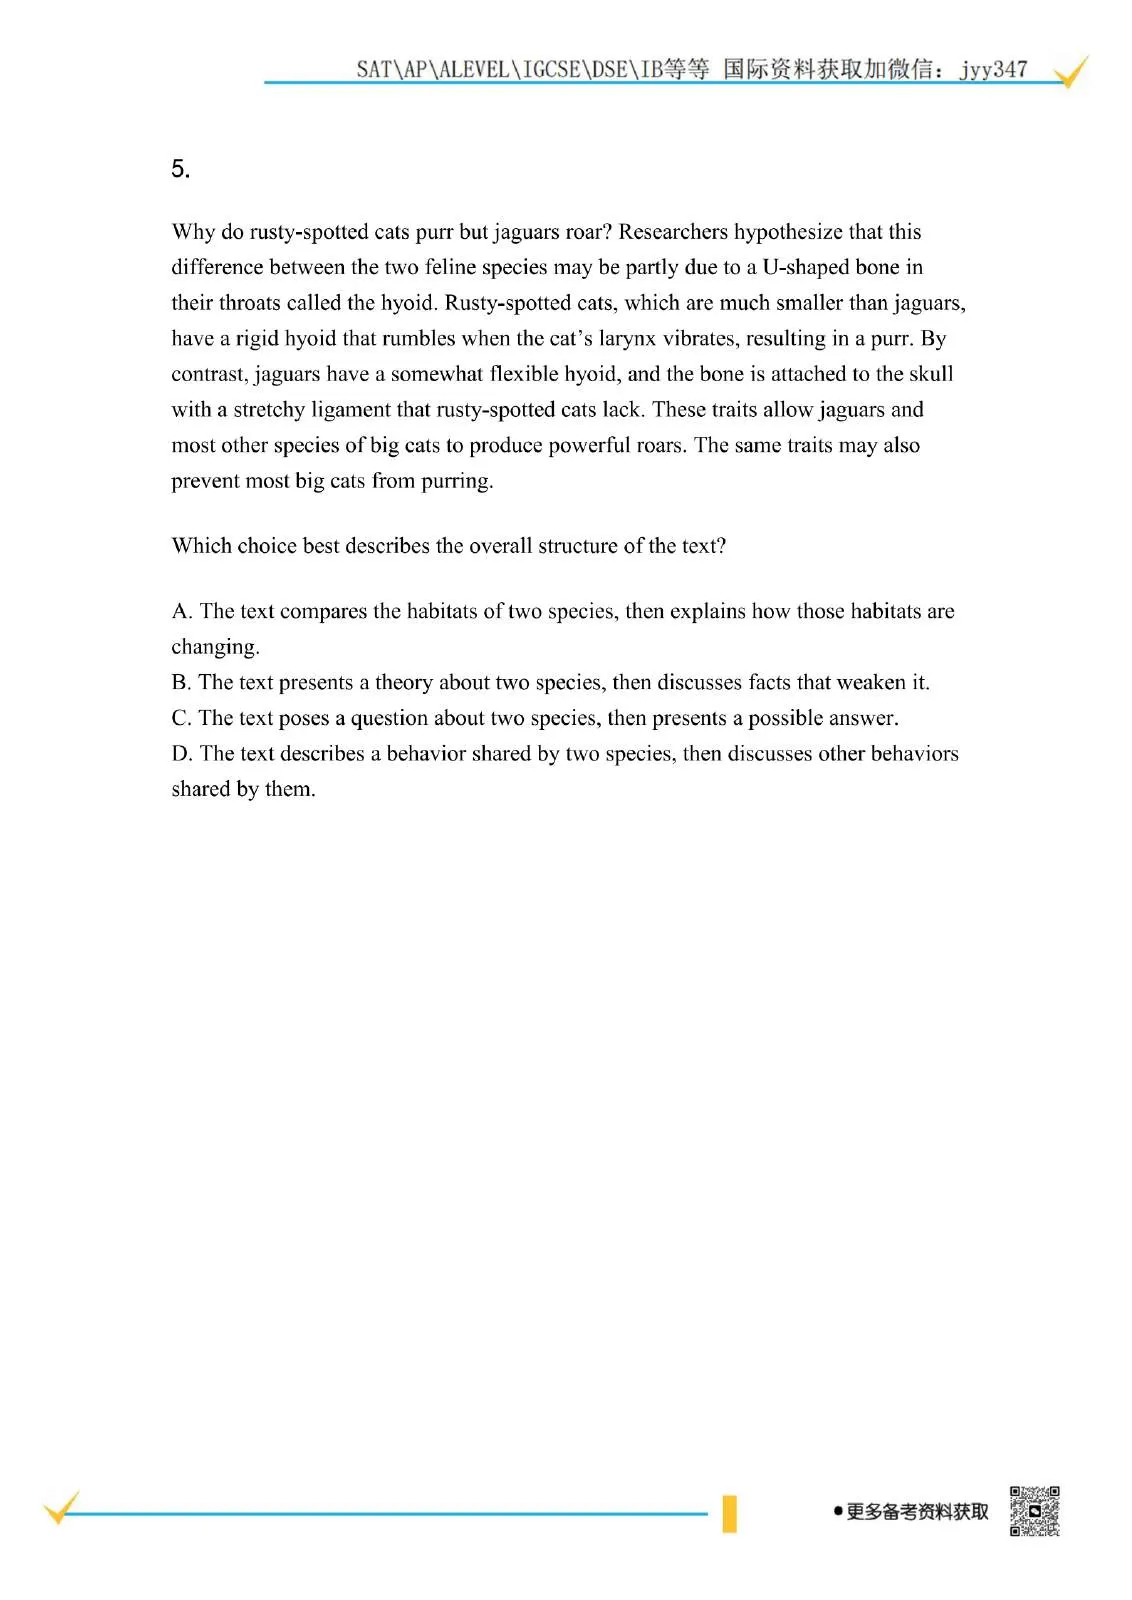 SAT\AP\ALEVEL\IGCSE\DSE\IB等等 国际资料获取加微信：jyy347
5.
Why do rusty-spotted cats purr but jaguars roar? Researchers hypothesize that this
difference between the two feline species may be partly due to a U-shaped bone in
their throats called the hyoid. Rusty-spotted cats, which are much smaller than jaguars,
have a rigid hyoid that rumbles when the cat’s larynx vibrates, resulting in a purr. By
contrast, jaguars have a somewhat flexible hyoid, and the bone is attached to the skull
with a stretchy ligament that rusty-spotted cats lack. These traits allow jaguars and
most other species of big cats to produce powerful roars. The same traits may also
prevent most big cats from purring.
Which choice best describes the overall structure of the text?
A. The text compares the habitats of two species, then explains how those habitats are
changing.
B. The text presents a theory about two species, then discusses facts that weaken it.
C. The text poses a question about two species, then presents a possible answer.
D. The text describes a behavior shared by two species, then discusses other behaviors
shared by them.
•更多备考资料获取